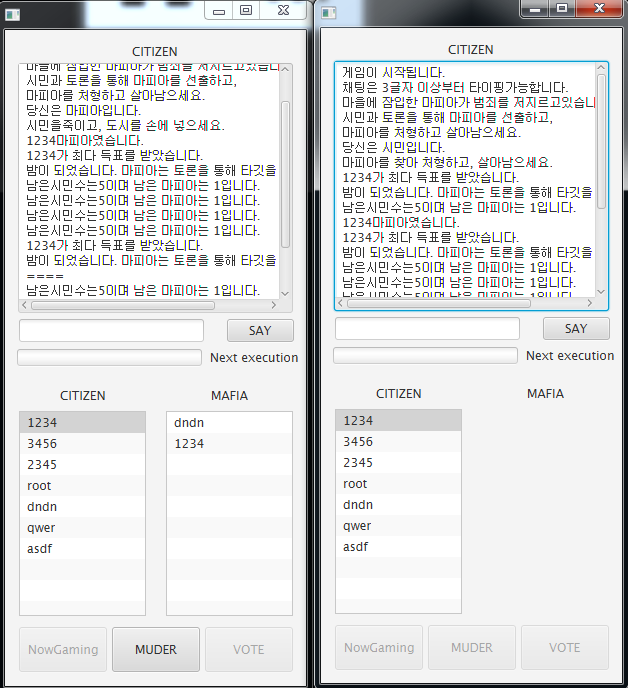 CITIZEN
마을에 잠입한 마피아가 범죄를 저지르고있습니
시민과 토론을 통해 마피아를 선출하고,
마피아를 처형하고 살아남으세요.
당신은 마피아입니다.
시민을죽이고, 도시를 손에 넣으세요.
1234마피아였습니다.
1234가 최다 득표를 받았습니다.
밤이 되었습니다. 마피아는 토론을 통해 타깃을
남은시민수는5이며 남은 마피아는 1입니다.
남은시민수는5이며 남은 마피아는 1입니다.
남은시민수는5이며 남은 마피아는 1입니다.
남은시민수는5이며 남은 마피아는 1입니다.
1234가 최다 득표를 받았습니다.
밤이 되었습니다. 마피아는 토론을 통해 타깃을
====
남은시민수는5이며 남은 마피아는 1입니다.
SAY
Next execution
CITIZEN
MAFIA
1234
3456
2345
root
dndn
qwer
asdf
dndn
1234
NowGaming
MUDER
VOTE
CITIZEN
게임이 시작됩니다.
채팅은 3글자 이상부터 타이핑가능합니다.
마을에 잠입한 마피아가 범죄를 저지르고있습니
시민과 토론을 통해 마피아를 선출하고,
마피아를 처형하고 살아남으세요.
당신은 시민입니다.
마피아를 찾아 처형하고, 살아남으세요.
1234가 최다 득표를 받았습니다.
밤이 되었습니다. 마피아는 토론을 통해 타깃을
남은시민수는5이며 남은 마피아는 1입니다.
1234마피아였습니다.
1234가 최다 득표를 받았습니다.
밤이 되었습니다. 마피아는 토론을 통해 타깃을
남은시민수는5이며 남은 마피아는 1입니다.
남은시민수는5이며 남은 마피아는 1입니다.
SAY
Next execution
CITIZEN
MAFIA
1234
3456
2345
root
dndn
qwer
asdf
NowGaming
MUDER
VOTE